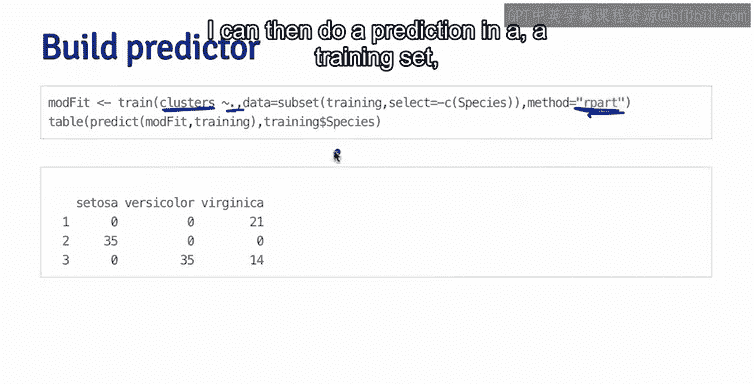 I can then do a prediction in a, a
training set,
Build predictor
modFit <- train(clusters ~.,data=subset(training,select=-c(Species)),method="rpart")
table(predict(modFit,training),training$Species)
setosa versicolor virginica
1 0 0 21
2 35 0 0
3 0 35 14